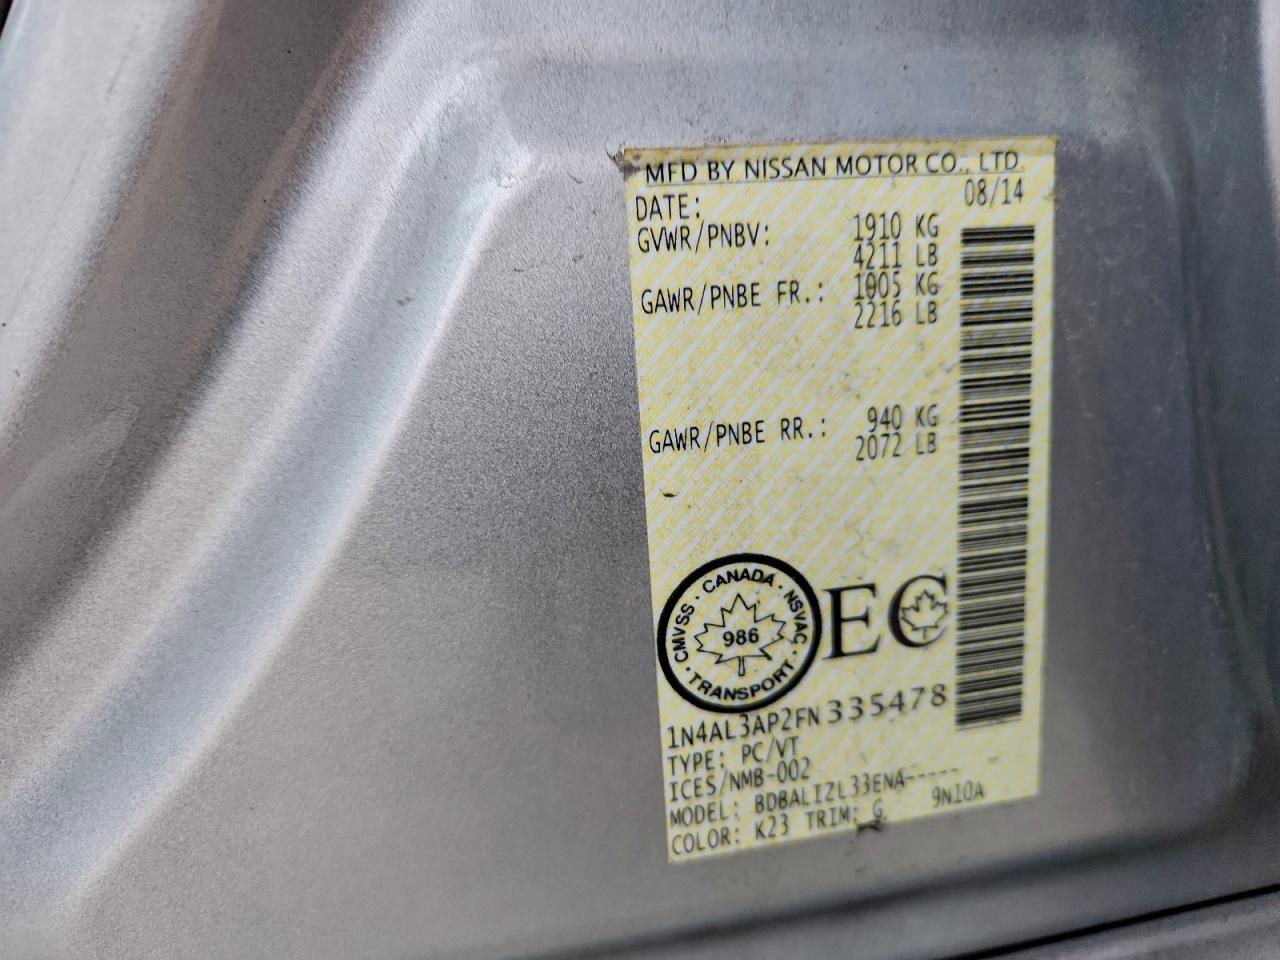 MFD BY NISSAN MOTOR CO., LTD.
DATE: 08/14
GVWR/PNBV: 1910 KG
4211 LB
GAWR/PNBE FR.: 1005 KG
2216 LB
GAWR/PNBE RR.: 940 KG
2072 LB
CANADA · NSVAC · TRANSPORT · CMVSS ·
986
EC
1N4AL3AP2FN335478
TYPE: PC/VT
ICES/NMB-002
MODEL: BDBALIZL33ENA-----
COLOR: K23 TRIM: G 9N10A